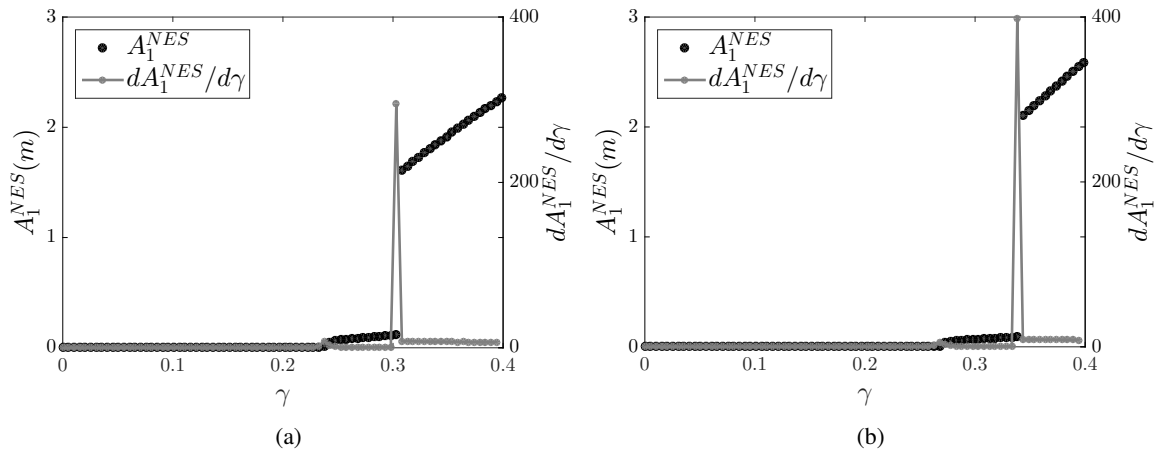 3
2
1
0
A_1^{NES}(m)
400
200
0
dA_1^{NES}/dγ
A_1^{NES}
dA_1^{NES}/dγ
0 0.1 0.2 0.3 0.4
γ
(a)
3
2
1
0
A_1^{NES}(m)
400
200
0
dA_1^{NES}/dγ
A_1^{NES}
dA_1^{NES}/dγ
0 0.1 0.2 0.3 0.4
γ
(b)